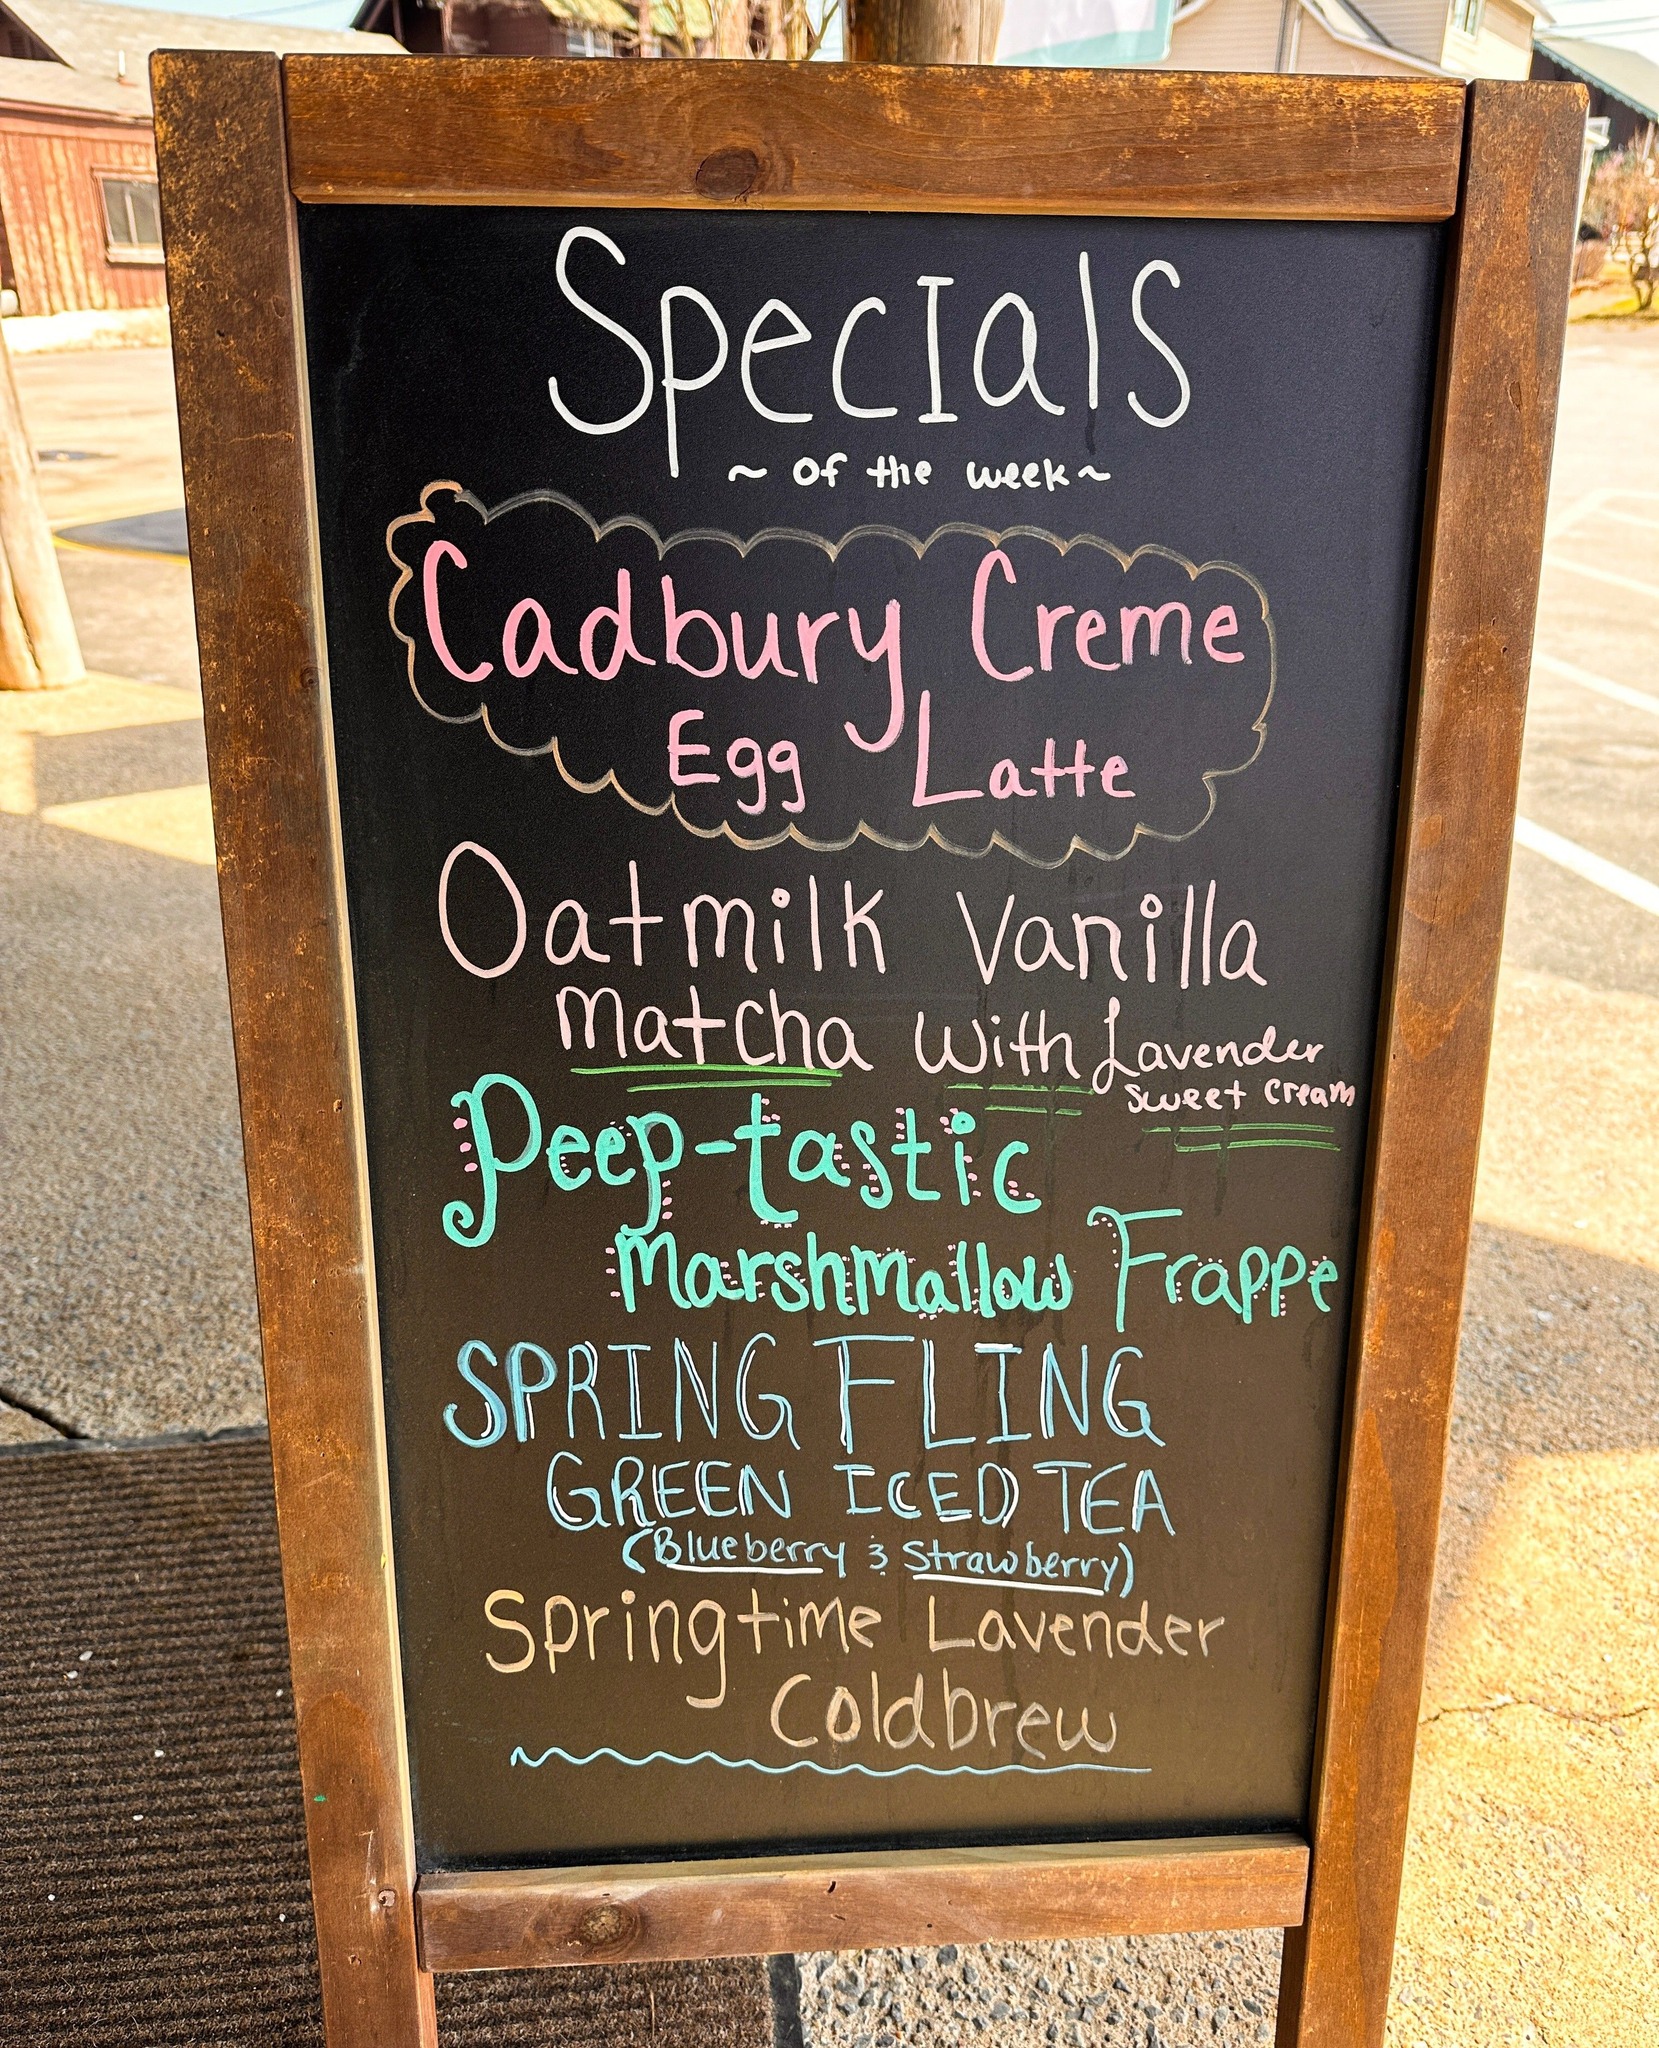 Specials
~ of the week ~
Cadbury Creme
Egg Latte
Oatmilk Vanilla
Matcha with Lavender
Sweet Cream
Peep-tastic
Marshmallow Frappe
SPRING FLING
GREEN ICED TEA
(Blueberry & Strawberry)
Springtime Lavender
Coldbrew